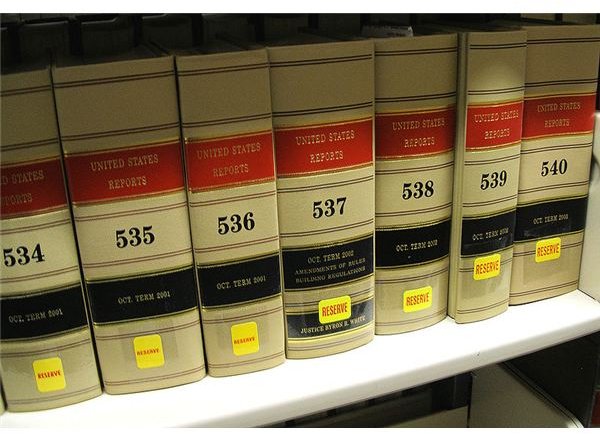 D STATES
PORTS
534
OCT. TERM 2001
RESERVE
UNITED STATES
REPORTS
535
OCT. TERM 2001
RESERVE
UNITED STATES
REPORTS
536
OCT. TERM 2001
RESERVE
UNITED STATES
REPORTS
537
OCT. TERM 2002
AMENDMENTS OF RULES
BUILDING REGULATIONS
RESERVE
JUSTICE BYRON R. WHITE
UNITED STATES
REPORTS
538
OCT. TERM 2002
RESERVE
UNITED STATES
REPORTS
539
OCT. TERM 2002
RESERVE
UNITED STATES
REPORTS
540
OCT. TERM 2003
RESERVE